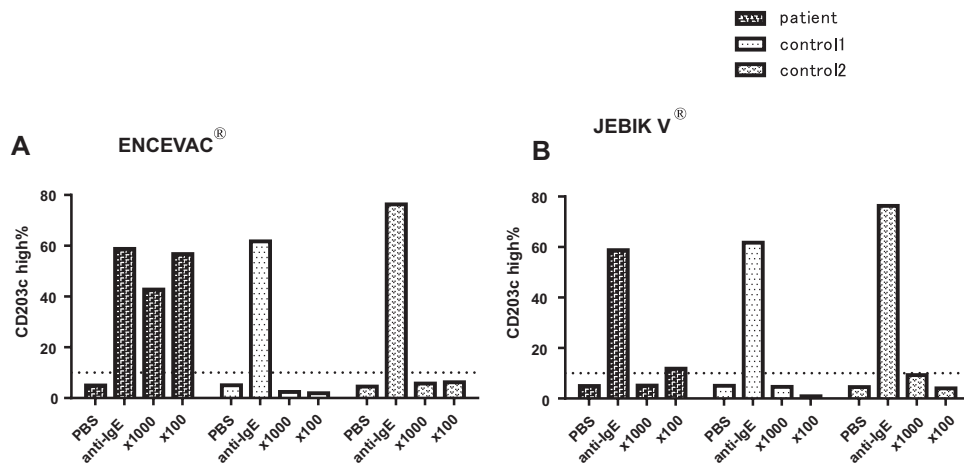 patient
control1
control2
A
ENCEVAC®
B
JEBIK V®
CD203c high%
80
60
40
20
0
PBS
anti-IgE
x1000
x100
PBS
anti-IgE
x1000
x100
PBS
anti-IgE
x1000
x100
CD203c high%
80
60
40
20
0
PBS
anti-IgE
x1000
x100
PBS
anti-IgE
x1000
x100
PBS
anti-IgE
x1000
x100